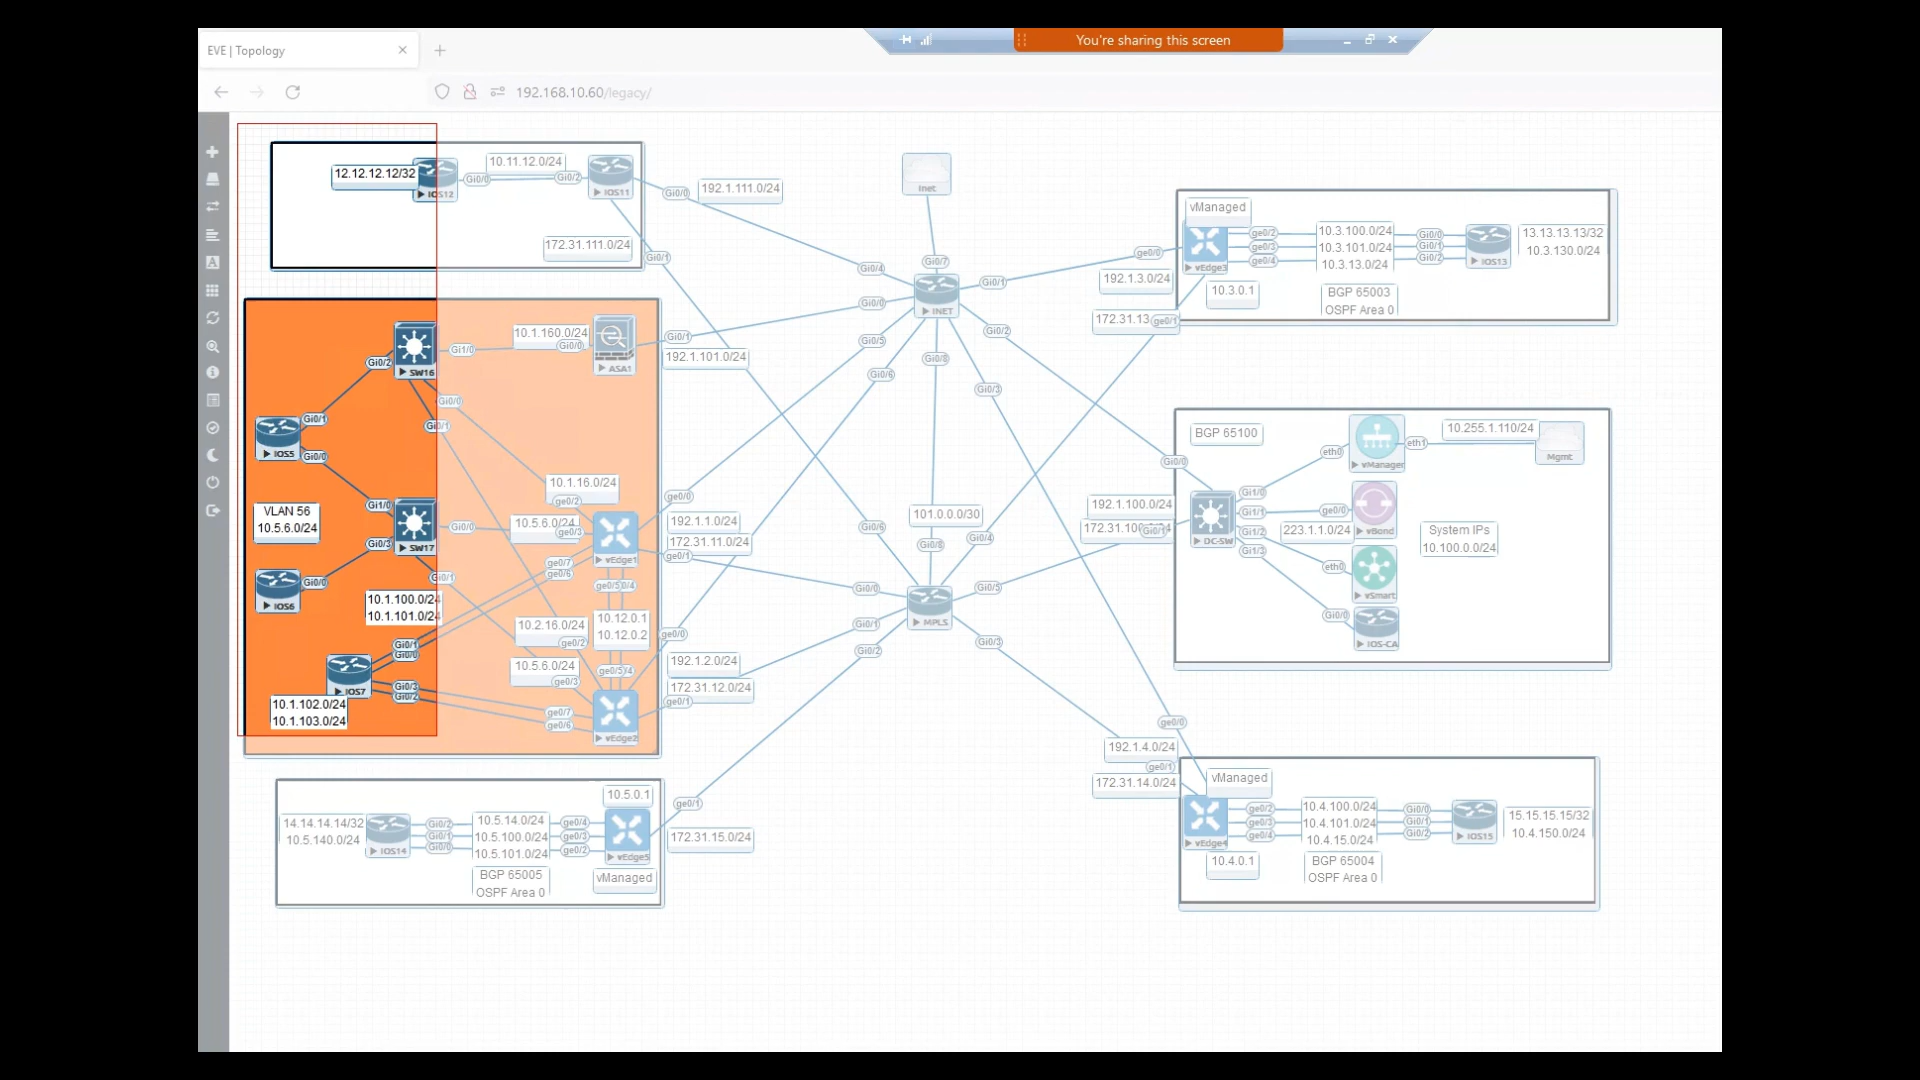 EVE | Topology
You're sharing this screen
192.168.10.60/legacy/
12.12.12.12/32
IOS12
Gi0/0
10.11.12.0/24
Gi0/2
IOS11
Gi0/0
192.1.111.0/24
172.31.111.0/24
Gi0/1
Inet
Gi0/7
Gi0/4
INET
Gi0/1
Gi0/0
Gi0/2
Gi0/5
Gi0/8
Gi0/6
Gi0/3
vManaged
ge0/0
vEdge3
192.1.3.0/24
172.31.13
ge0/1
10.3.0.1
ge0/2
ge0/3
ge0/4
10.3.100.0/24
10.3.101.0/24
10.3.13.0/24
Gi0/0
Gi0/1
Gi0/2
IOS13
13.13.13.13/32
10.3.130.0/24
BGP 65003
OSPF Area 0
SW16
Gi0/2
Gi1/0
10.1.160.0/24
Gi0/0
ASA1
Gi0/1
192.1.101.0/24
Gi0/0
Gi0/1
IOS5
Gi0/1
Gi0/0
VLAN 56
10.5.6.0/24
Gi1/0
SW17
Gi0/3
Gi0/0
Gi0/1
IOS6
Gi0/0
10.1.100.0/24
10.1.101.0/24
Gi0/1
Gi0/0
IOS7
Gi0/3
Gi0/2
10.1.102.0/24
10.1.103.0/24
10.1.16.0/24
ge0/2
10.5.6.0/24
ge0/3
vEdge1
ge0/7
ge0/6
ge0/0
192.1.1.0/24
172.31.11.0/24
ge0/1
ge0/5
0/4
10.12.0.1
10.12.0.2
10.2.16.0/24
ge0/2
10.5.6.0/24
ge0/3
ge0/5
/4
ge0/7
ge0/6
vEdge2
ge0/0
192.1.2.0/24
172.31.12.0/24
ge0/1
101.0.0.0/30
Gi0/6
Gi0/8
Gi0/4
Gi0/0
Gi0/5
MPLS
Gi0/1
Gi0/2
Gi0/3
BGP 65100
Gi0/0
192.1.100.0/24
172.31.100
Gi0/1
DC-SW
Gi1/0
Gi1/1
Gi1/2
Gi1/3
eth0
vManager
eth1
10.255.1.110/24
Mgmt
ge0/0
223.1.1.0/24
vBond
eth0
vSmart
Gi0/0
IOS-CA
System IPs
10.100.0.0/24
14.14.14.14/32
10.5.140.0/24
IOS14
Gi0/2
Gi0/1
Gi0/0
10.5.14.0/24
10.5.100.0/24
10.5.101.0/24
ge0/4
ge0/3
ge0/2
10.5.0.1
vEdge5
vManaged
BGP 65005
OSPF Area 0
ge0/1
172.31.15.0/24
ge0/0
192.1.4.0/24
ge0/1
172.31.14.0/24
vManaged
vEdge4
10.4.0.1
ge0/2
ge0/3
ge0/4
10.4.100.0/24
10.4.101.0/24
10.4.15.0/24
Gi0/0
Gi0/1
Gi0/2
IOS15
15.15.15.15/32
10.4.150.0/24
BGP 65004
OSPF Area 0